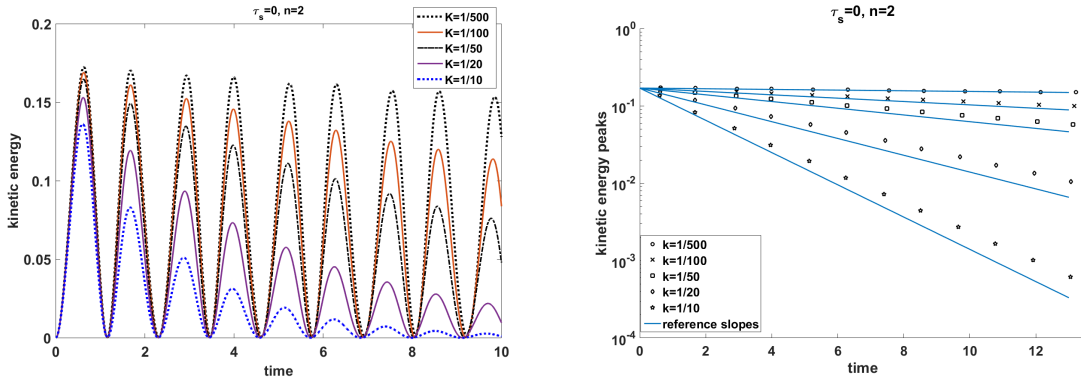 τs=0, n=2
kinetic energy
0.2
0.15
0.1
0.05
0
K=1/500
K=1/100
K=1/50
K=1/20
K=1/10
0 2 4 6 8 10
time
τs=0, n=2
kinetic energy peaks
10^0
10^-1
10^-2
10^-3
10^-4
k=1/500
k=1/100
k=1/50
k=1/20
k=1/10
reference slopes
0 2 4 6 8 10 12
time